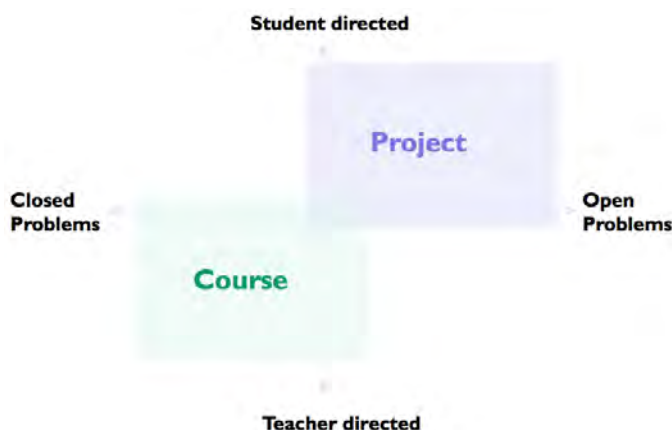 Student directed
Project
Closed
Problems
Open
Problems
Course
Teacher directed